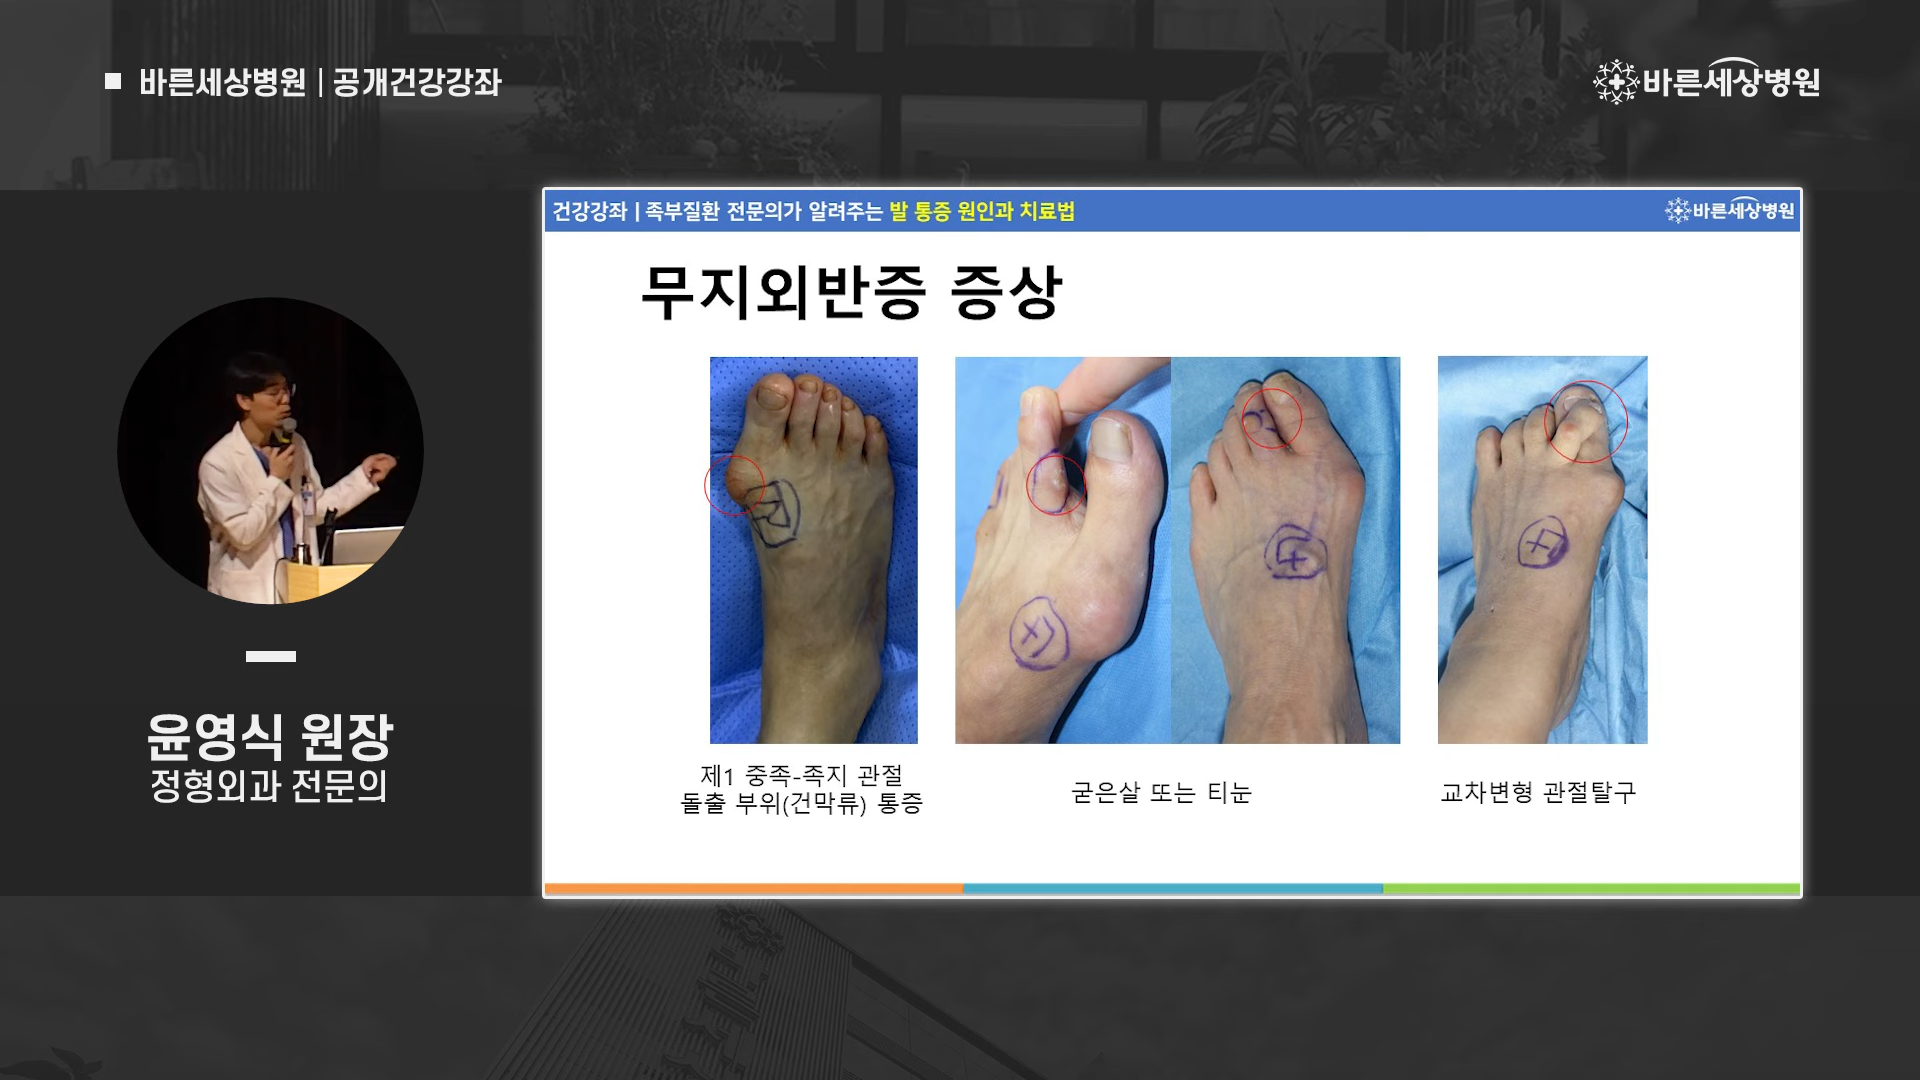 바른세상병원 | 공개건강강좌
바른세상병원
건강강좌 | 족부질환 전문의가 알려주는 발 통증 원인과 치료법
바른세상병원
무지외반증 증상
제1 중족-족지 관절
돌출 부위(건막류) 통증
굳은살 또는 티눈
교차변형 관절탈구
윤영식 원장
정형외과 전문의